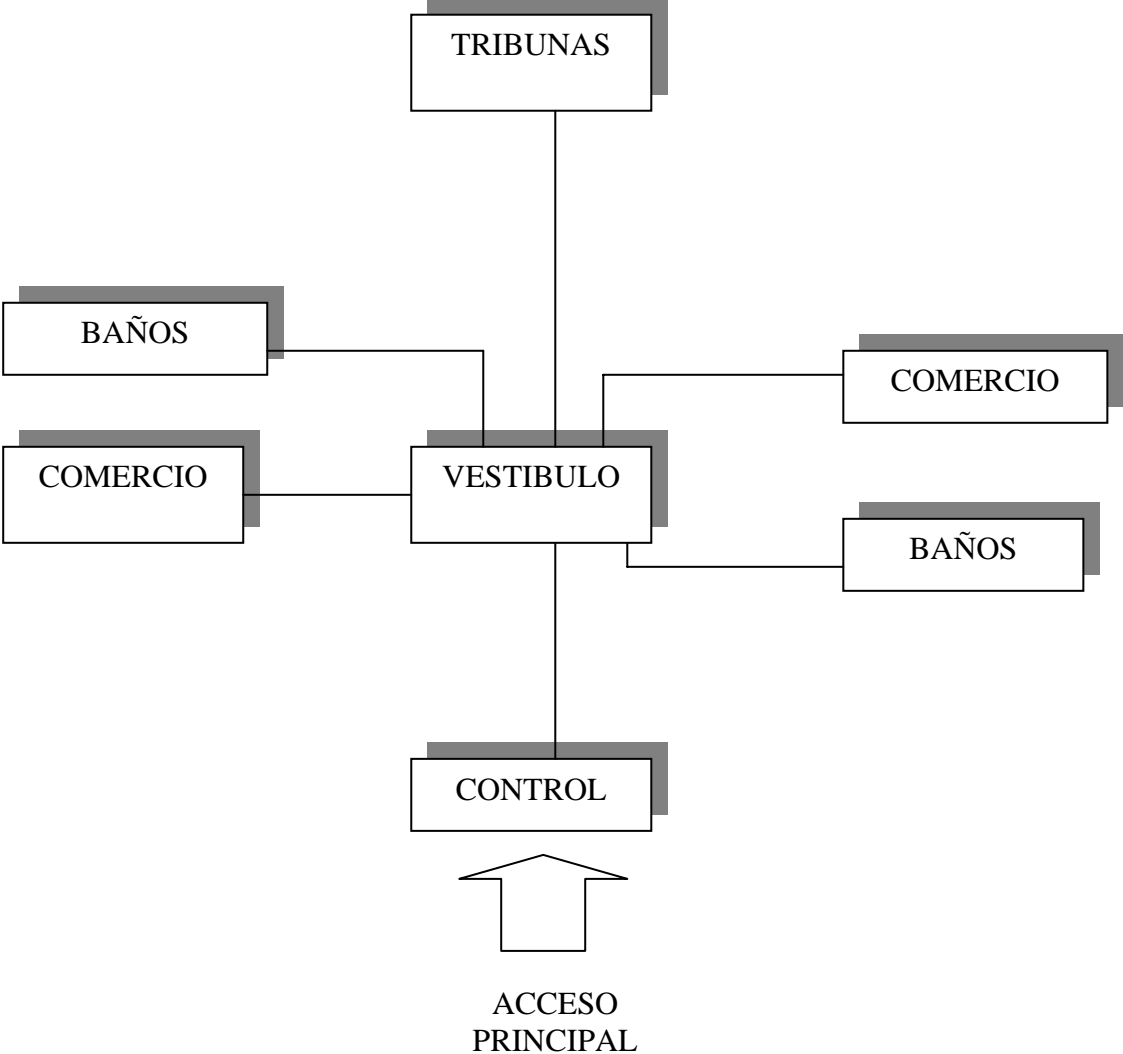 TRIBUNAS
BAÑOS
COMERCIO
COMERCIO
VESTIBULO
BAÑOS
CONTROL
ACCESO
PRINCIPAL